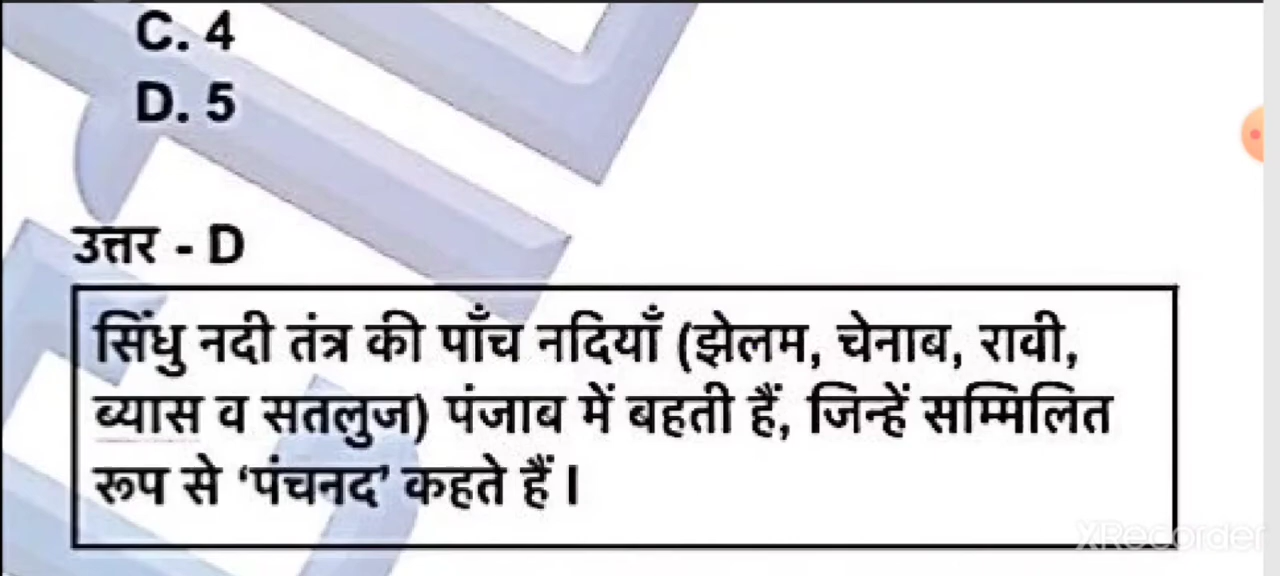 C. 4
D. 5
उत्तर - D
सिंधु नदी तंत्र की पाँच नदियाँ (झेलम, चेनाब, रावी,
ब्यास व सतलुज) पंजाब में बहती हैं, जिन्हें सम्मिलित
रूप से ‘पंचनद’ कहते हैं।
XRecorder